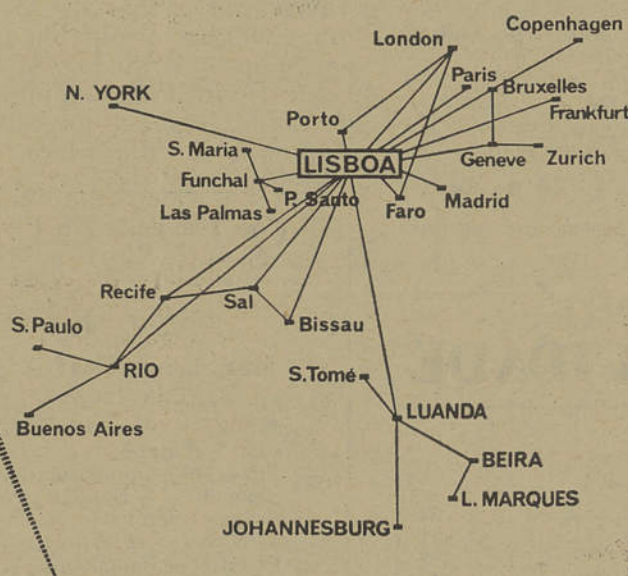 Copenhagen
London
Paris
Bruxelles
N. YORK
Frankfurt
Porto
S. Maria
LISBOA
Geneve
Zurich
Funchal
P. Santo
Madrid
Las Palmas
Faro
Recife
Sal
S. Paulo
Bissau
RIO
S. Tomé
LUANDA
Buenos Aires
BEIRA
L. MARQUES
JOHANNESBURG